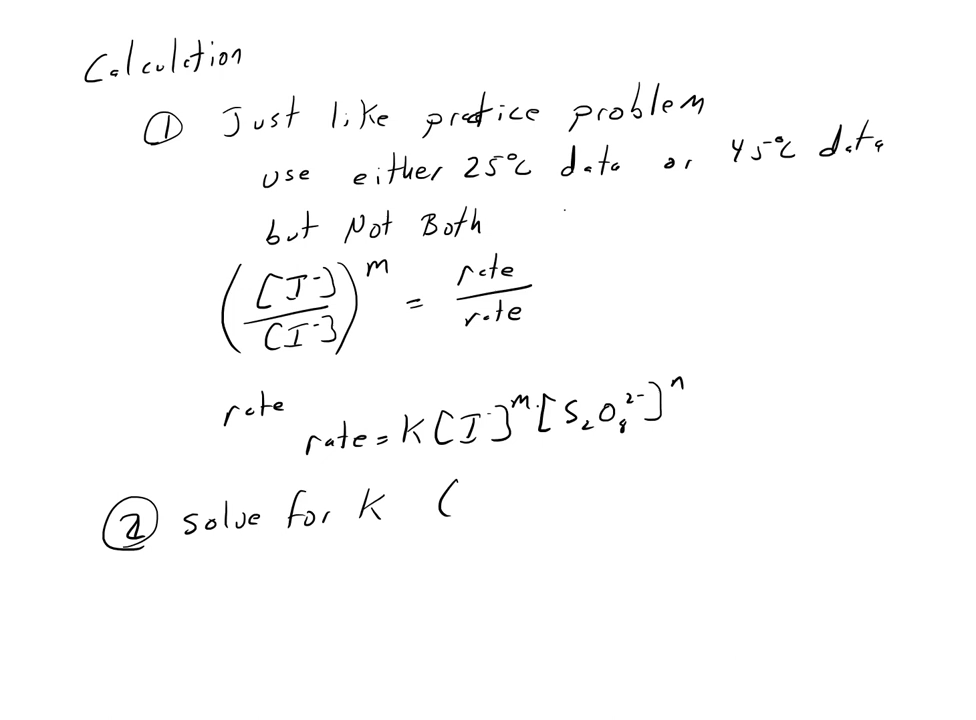 Calculation
① Just like practice problem
use either 25°C data or 45°C data
but Not Both
([I⁻]/[I⁻])ᵐ = rate/rate
rate
rate = K[I⁻]ᵐ[S₂O₈²⁻]ⁿ
② solve for K (